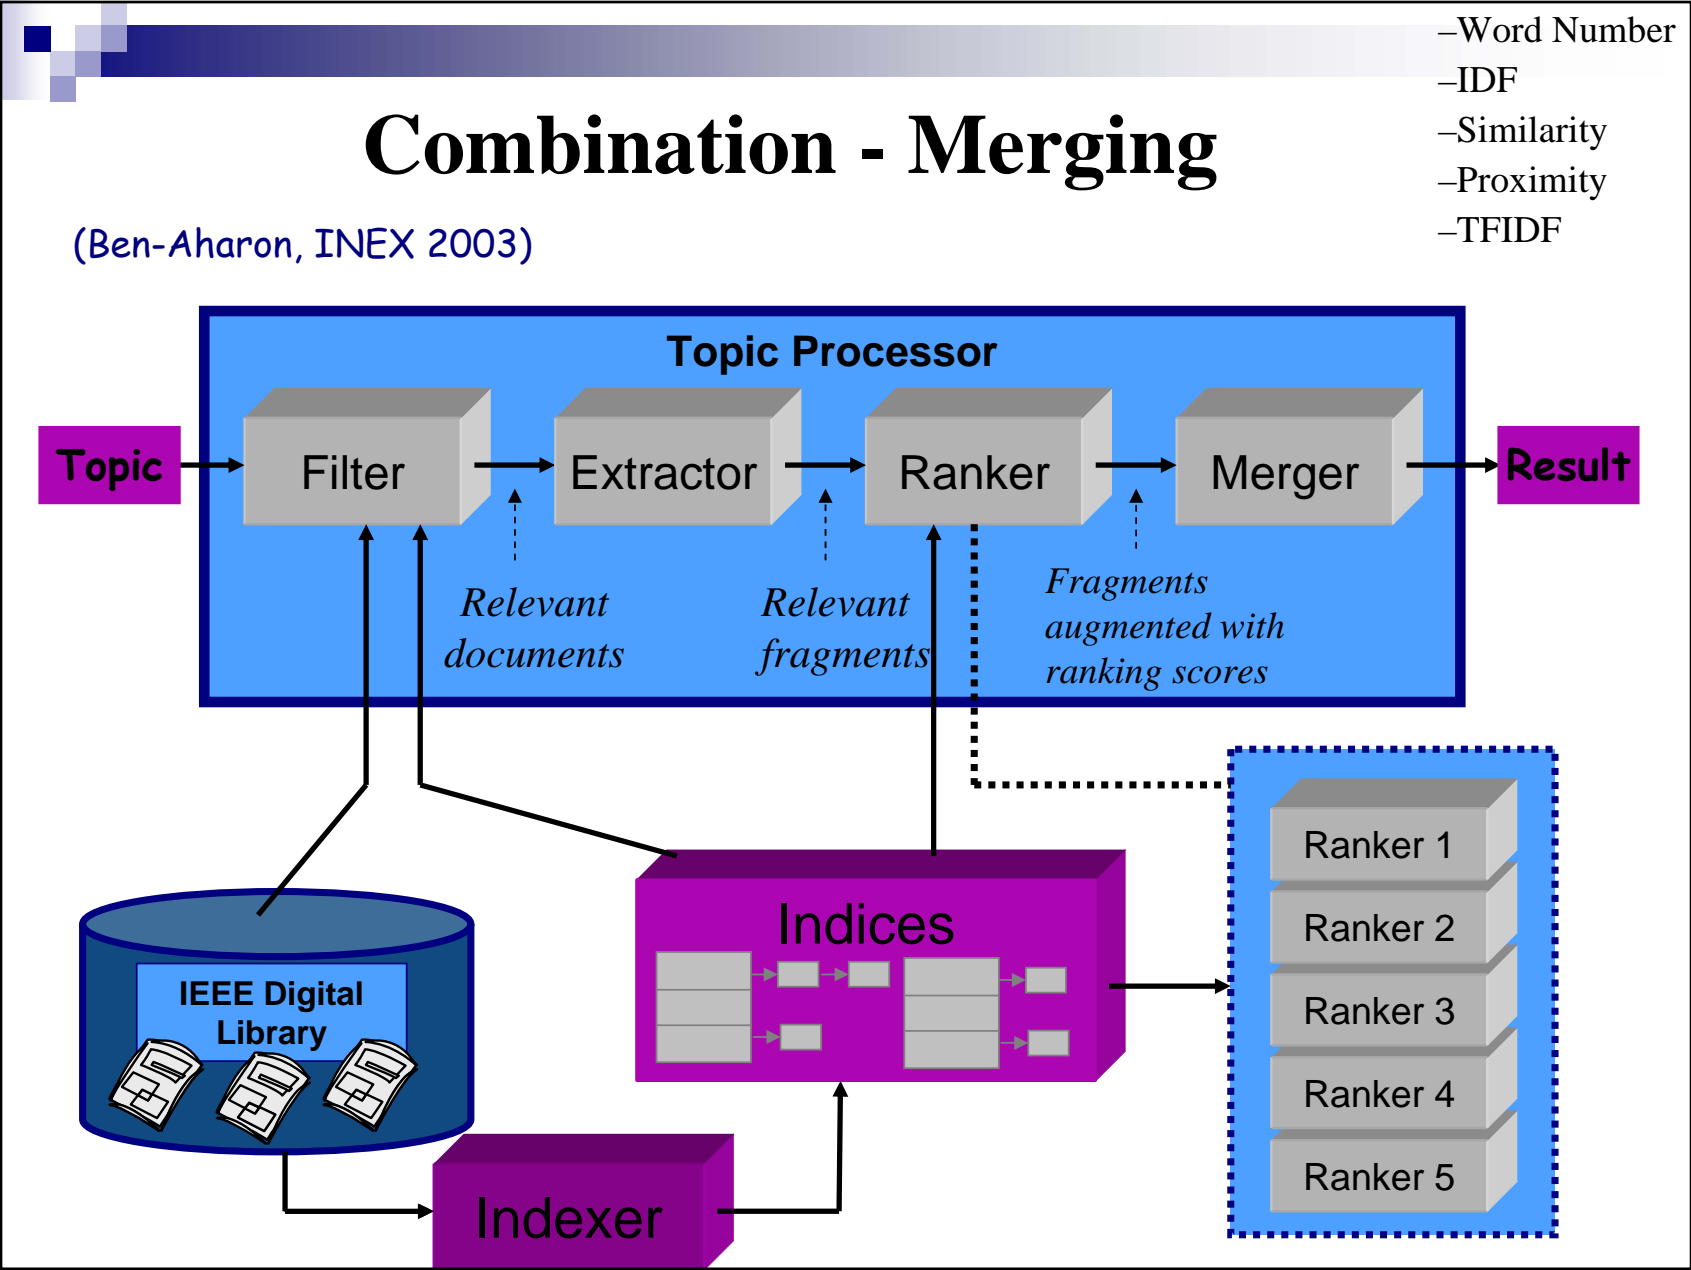 –Word Number
–IDF
–Similarity
–Proximity
–TFIDF
Combination - Merging
(Ben-Aharon, INEX 2003)
Topic Processor
Topic
Filter
Extractor
Ranker
Merger
Result
Relevant
documents
Relevant
fragments
Fragments
augmented with
ranking scores
IEEE Digital
Library
Indices
Indexer
Ranker 1
Ranker 2
Ranker 3
Ranker 4
Ranker 5